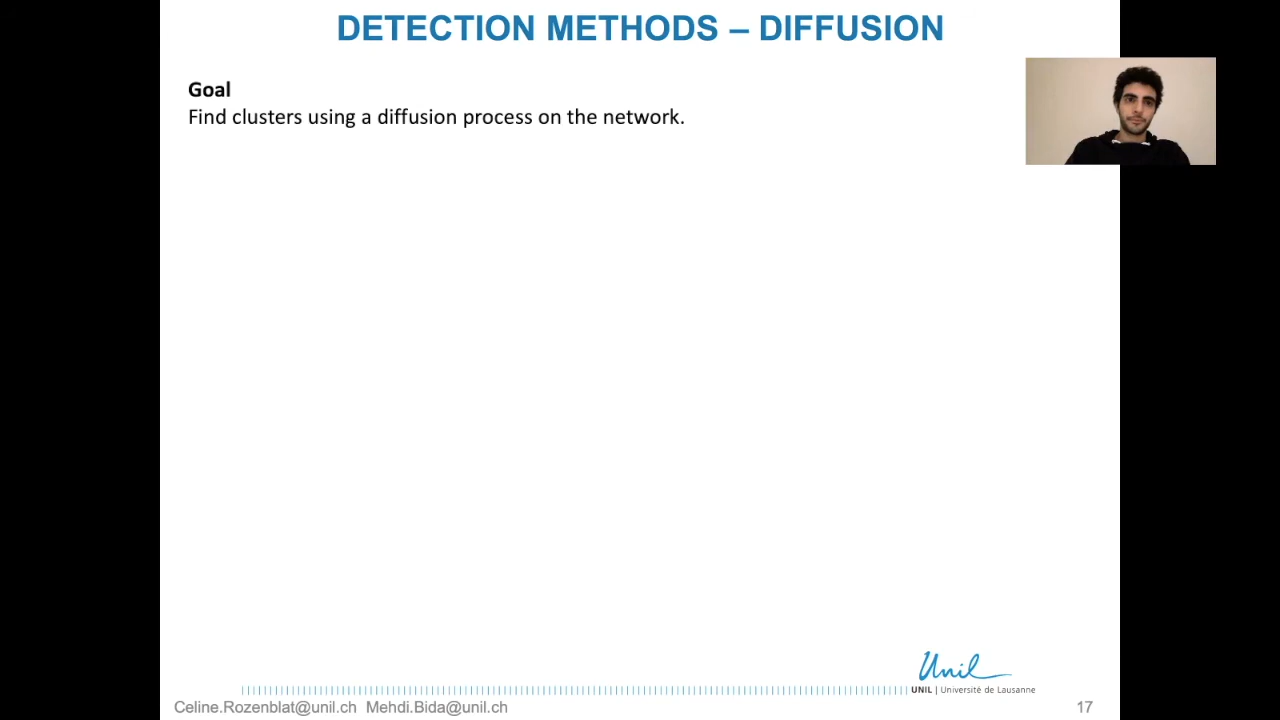 DETECTION METHODS – DIFFUSION
Goal
Find clusters using a diffusion process on the network.
Unil
UNIL | Université de Lausanne
Celine.Rozenblat@unil.ch Mehdi.Bida@unil.ch
17